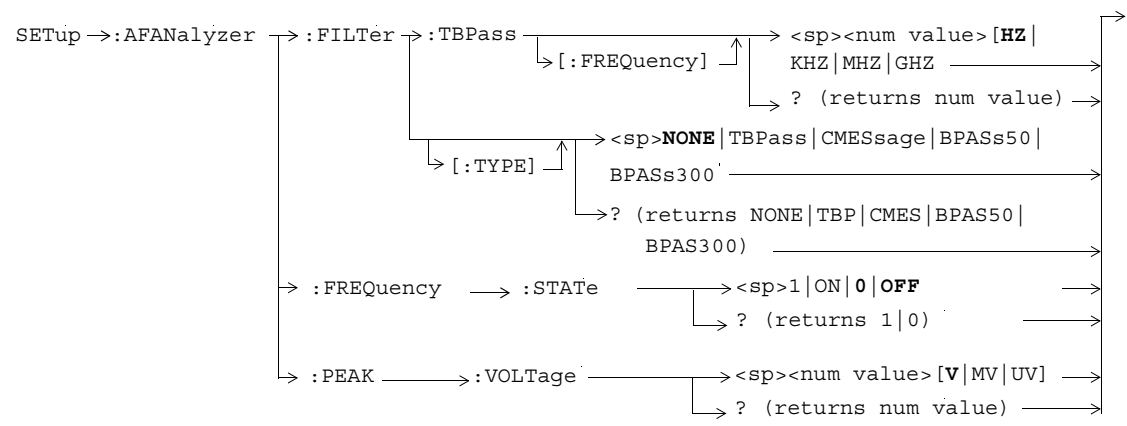 SETup :AFANalyzer :FILTer :TBPass <sp><num value>[HZ|
[:FREQuency] KHZ|MHZ|GHZ
? (returns num value)
<sp>NONE|TBPass|CMESsage|BPASs50|
[:TYPE] BPASs300
? (returns NONE|TBP|CMES|BPAS50|
BPAS300)
:FREQuency :STATe <sp>1|ON|0|OFF
? (returns 1|0)
:PEAK :VOLTage <sp><num value>[V|MV|UV]
? (returns num value)